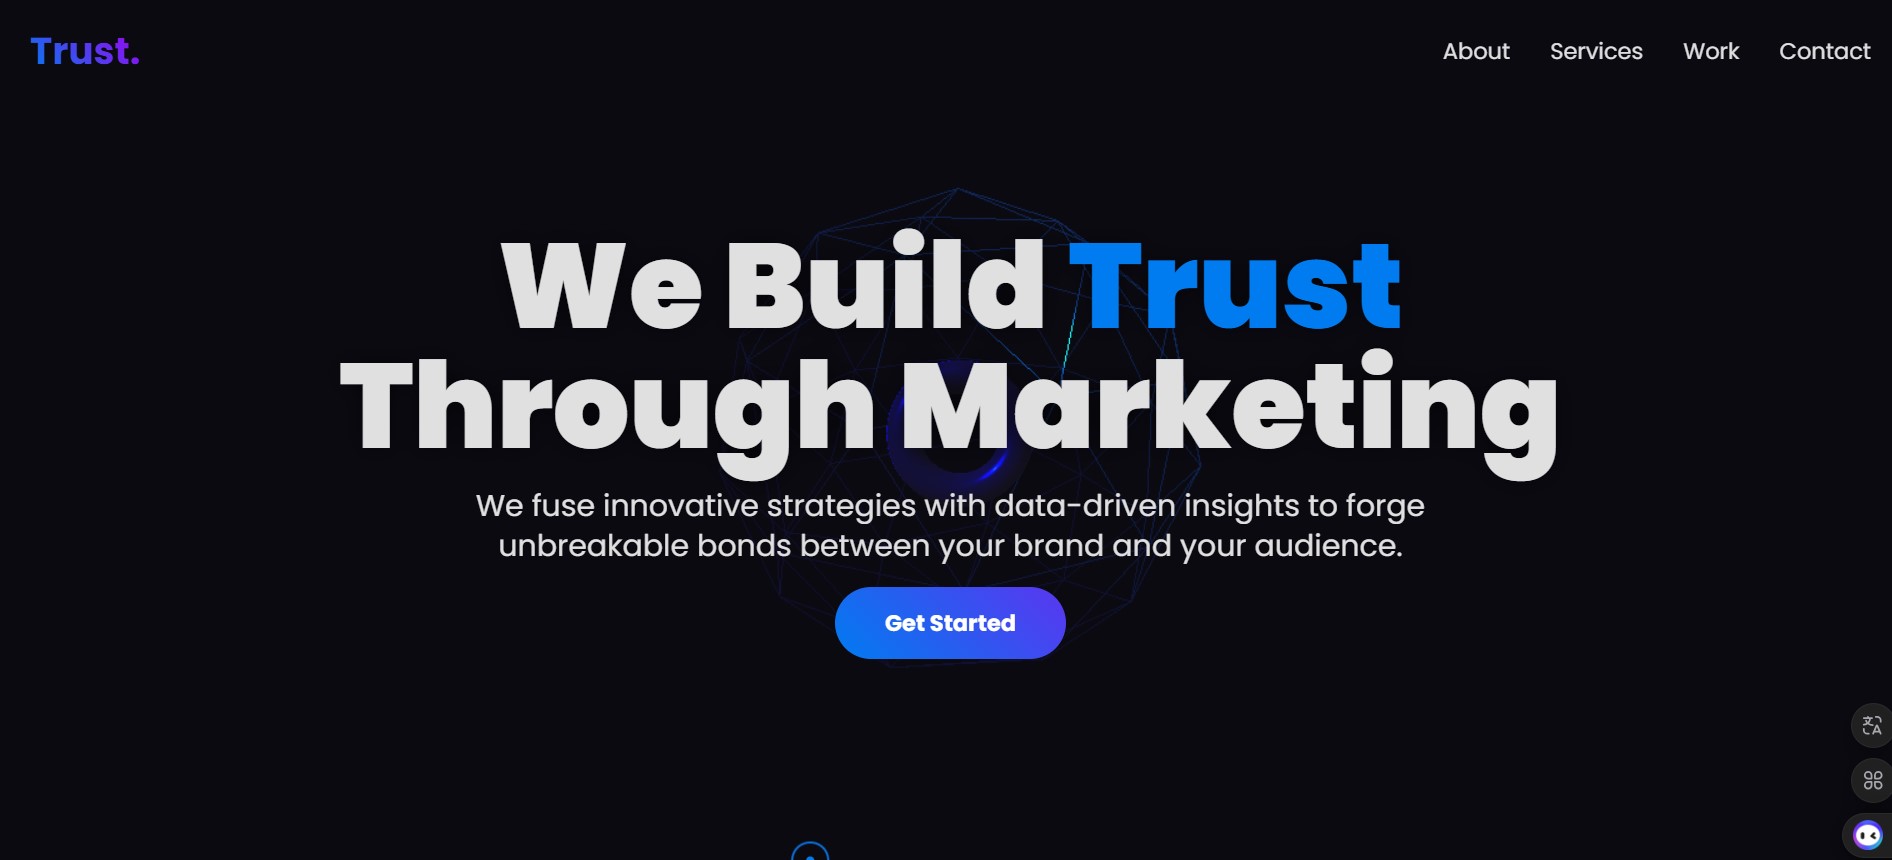 Trust.
About Services Work Contact
We Build Trust
Through Marketing
We fuse innovative strategies with data-driven insights to forge
unbreakable bonds between your brand and your audience.
Get Started